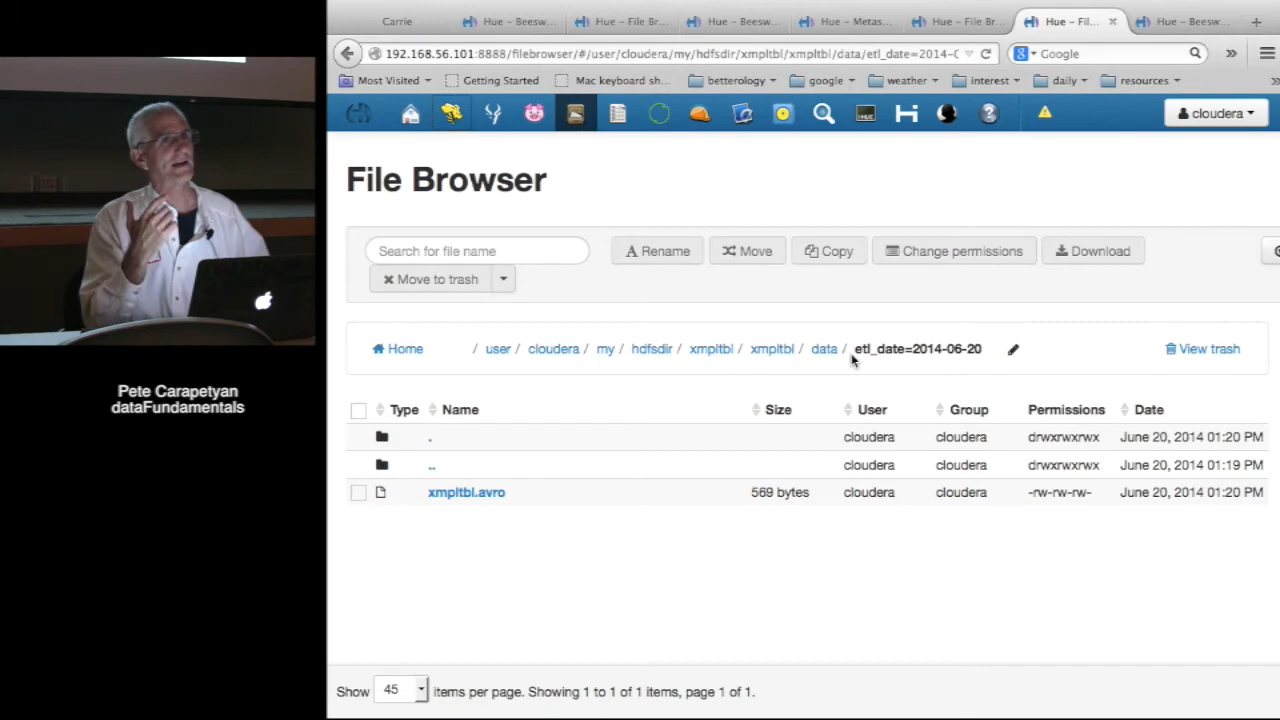 Carrie
Hue – Beesw...
Hue – File Br...
Hue – Beesw...
Hue – Metas...
Hue – File Br...
Hue – Fil...
Hue – Beesw...
192.168.56.101:8888/filebrowser/#/user/cloudera/my/hdfsdir/xmpltbl/xmpltbl/data/etl_date=2014-0
Google
Most Visited
Getting Started
Mac keyboard sh...
betterology
google
weather
interest
daily
resources
cloudera
File Browser
Search for file name
Rename
Move
Copy
Change permissions
Download
Move to trash
Home / user / cloudera / my / hdfsdir / xmpltbl / xmpltbl / data / etl_date=2014-06-20
View trash
Pete Carapetyan
dataFundamentals
Type Name Size User Group Permissions Date
. cloudera cloudera drwxrwxrwx June 20, 2014 01:20 PM
.. cloudera cloudera drwxrwxrwx June 20, 2014 01:19 PM
xmpltbl.avro 569 bytes cloudera cloudera -rw-rw-rw- June 20, 2014 01:20 PM
Show 45 items per page. Showing 1 to 1 of 1 items, page 1 of 1.